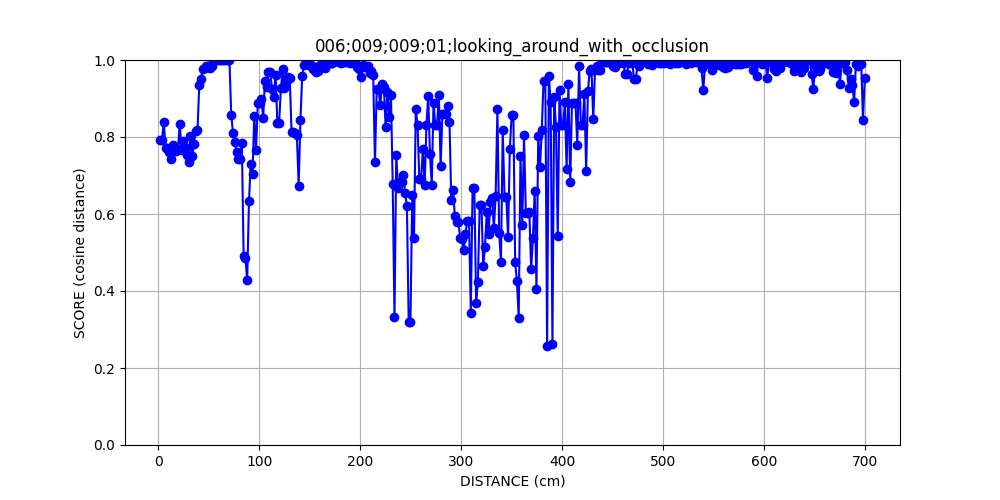 006;009;009;01;looking_around_with_occlusion
1.0
0.8
0.6
0.4
0.2
0.0
SCORE (cosine distance)
0 100 200 300 400 500 600 700
DISTANCE (cm)